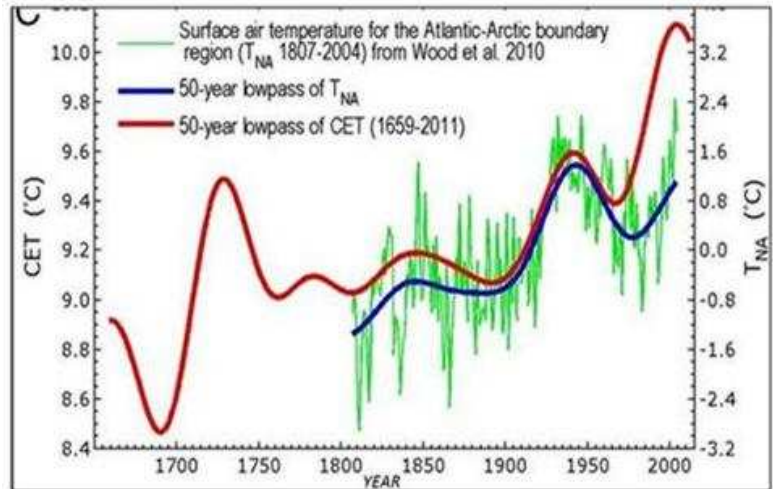 C
Surface air temperature for the Atlantic-Arctic boundary
region (TNA 1807-2004) from Wood et al. 2010
50-year lowpass of TNA
50-year lowpass of CET (1659-2011)
10.0
9.8
9.6
9.4
9.2
9.0
8.8
8.6
8.4
CET (°C)
3.2
2.4
1.6
0.8
0.0
-0.8
-1.6
-2.4
-3.2
TNA (°C)
1700 1750 1800 1850 1900 1950 2000
YEAR